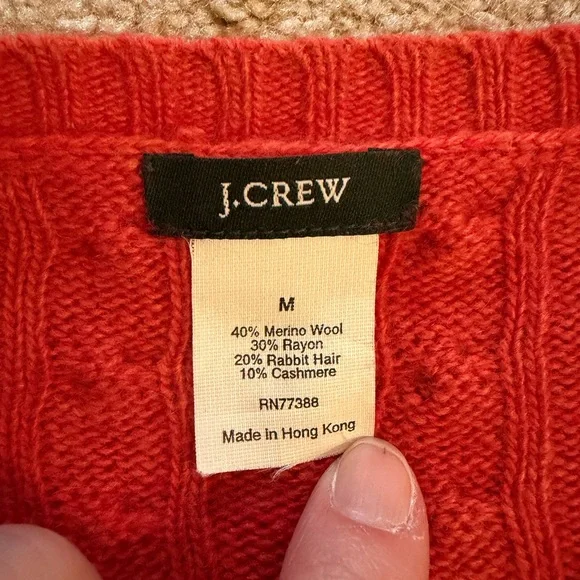 J.CREW
M
40% Merino Wool
30% Rayon
20% Rabbit Hair
10% Cashmere
RN77388
Made in Hong Kong